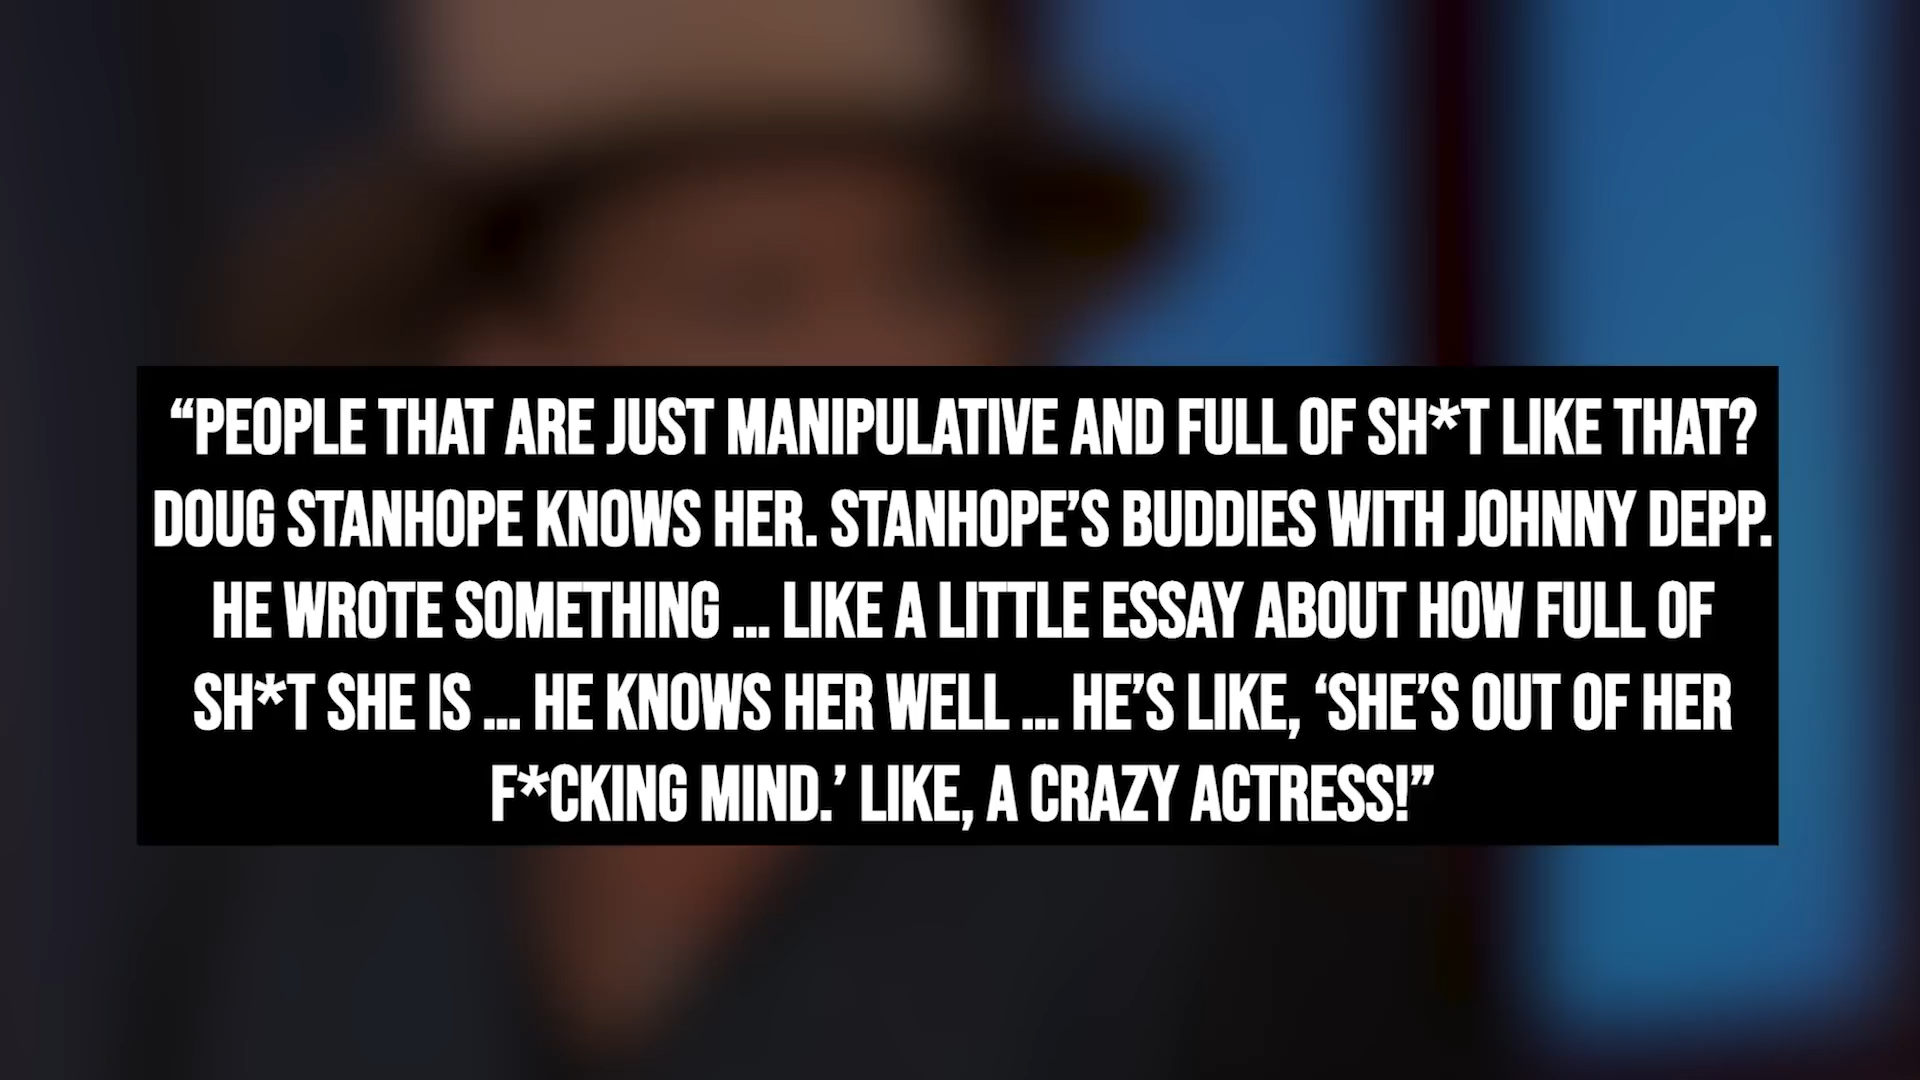 “PEOPLE THAT ARE JUST MANIPULATIVE AND FULL OF SH*T LIKE THAT?
DOUG STANHOPE KNOWS HER. STANHOPE’S BUDDIES WITH JOHNNY DEPP.
HE WROTE SOMETHING ... LIKE A LITTLE ESSAY ABOUT HOW FULL OF
SH*T SHE IS ... HE KNOWS HER WELL ... HE’S LIKE, ‘SHE’S OUT OF HER
F*CKING MIND.’ LIKE, A CRAZY ACTRESS!”